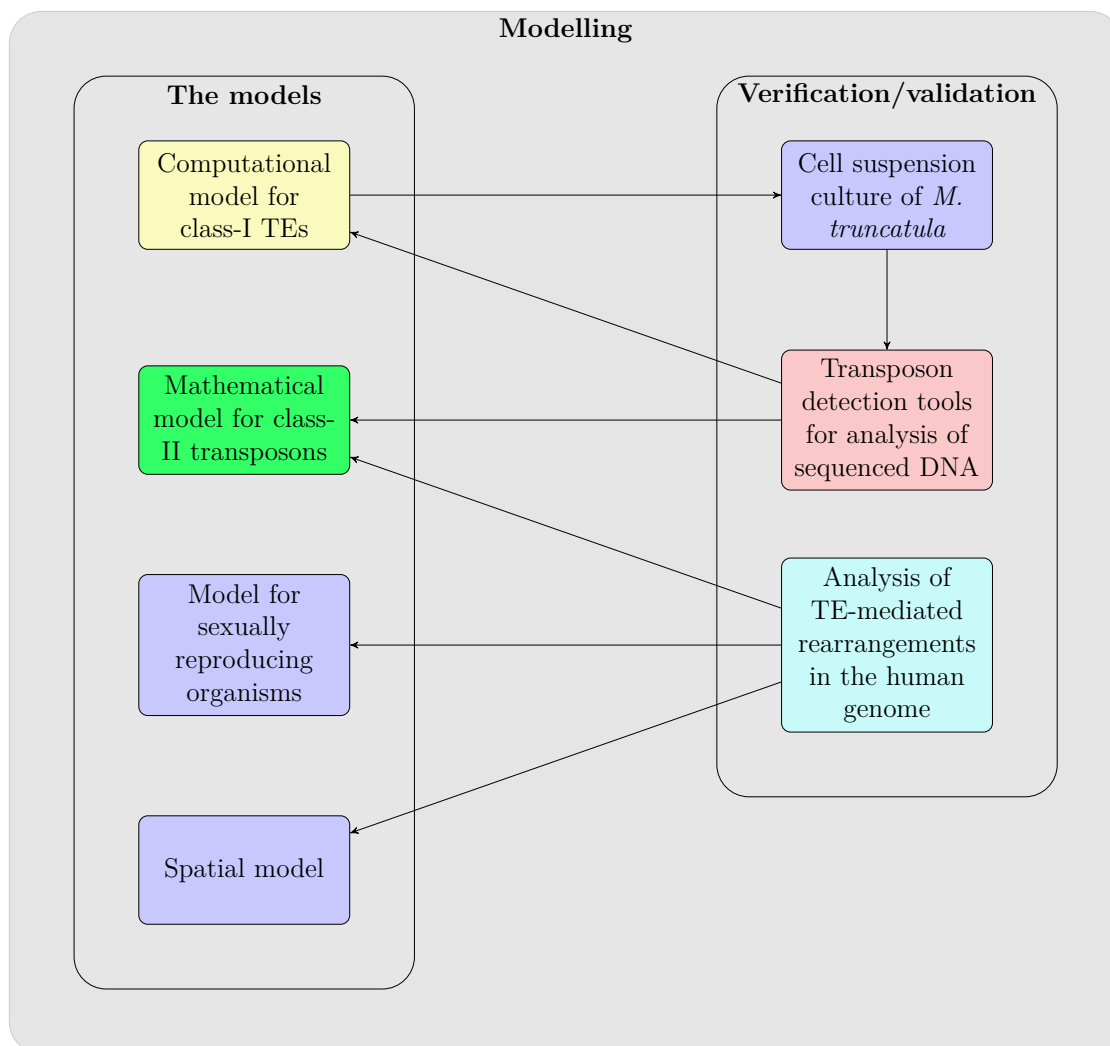 Modelling
The models
Computational
model for
class-I TEs
Mathematical
model for class-
II transposons
Model for
sexually
reproducing
organisms
Spatial model
Verification/validation
Cell suspension
culture of M.
truncatula
Transposon
detection tools
for analysis of
sequenced DNA
Analysis of
TE-mediated
rearrangements
in the human
genome